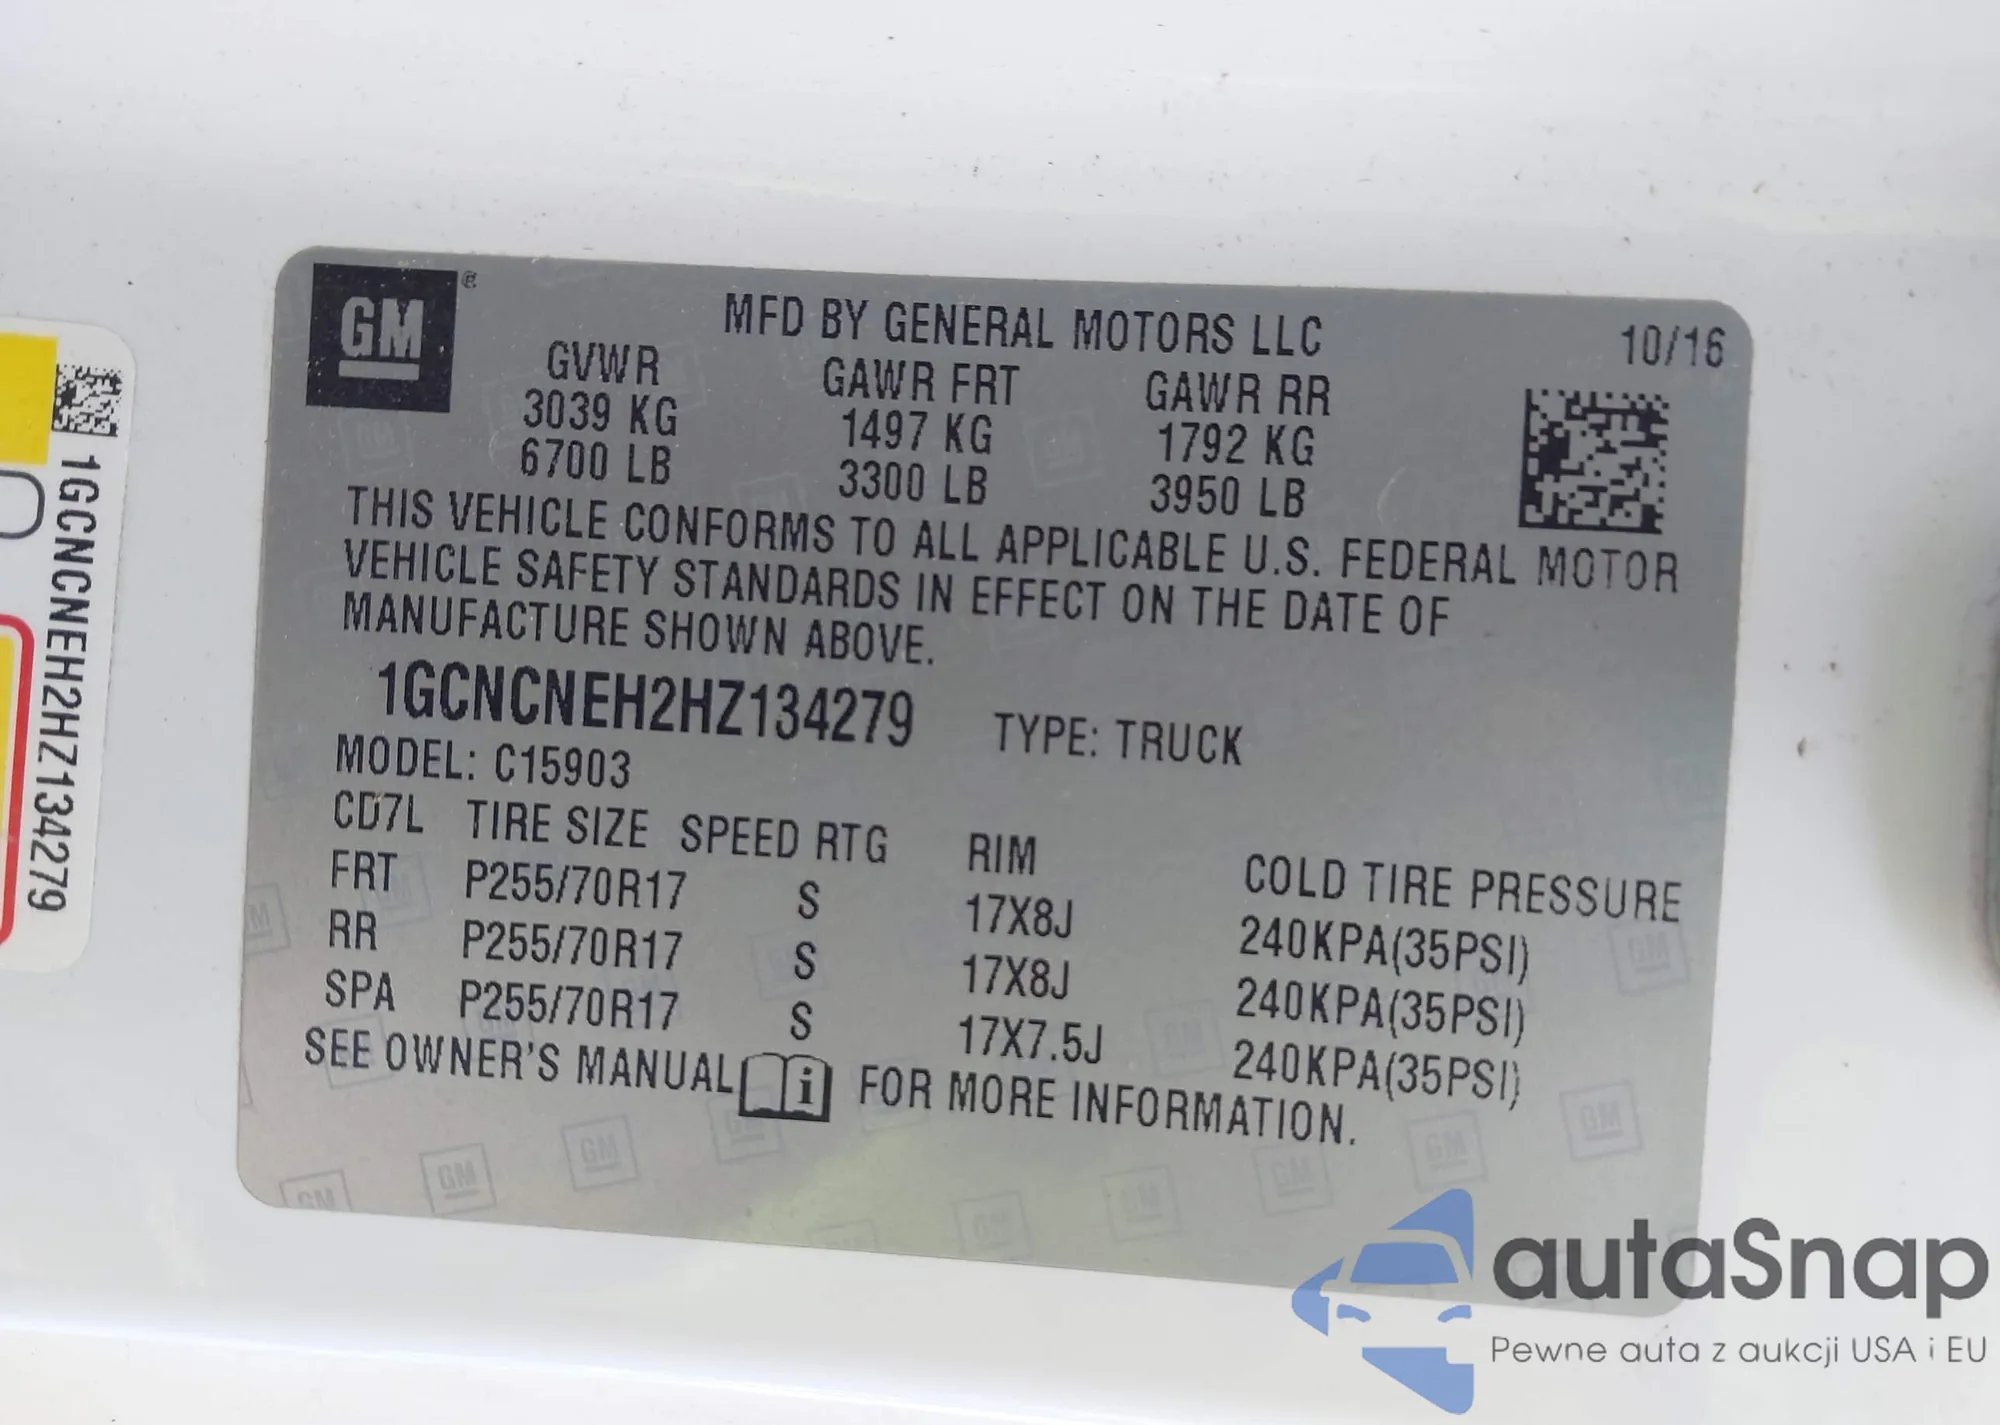 GM
®
MFD BY GENERAL MOTORS LLC 10/16
GVWR GAWR FRT GAWR RR
3039 KG 1497 KG 1792 KG
6700 LB 3300 LB 3950 LB
THIS VEHICLE CONFORMS TO ALL APPLICABLE U.S. FEDERAL MOTOR
VEHICLE SAFETY STANDARDS IN EFFECT ON THE DATE OF
MANUFACTURE SHOWN ABOVE.
1GCNCNEH2HZ134279 TYPE: TRUCK
MODEL: C15903
CD7L TIRE SIZE SPEED RTG RIM COLD TIRE PRESSURE
FRT P255/70R17 S 17X8J 240KPA(35PSI)
RR P255/70R17 S 17X8J 240KPA(35PSI)
SPA P255/70R17 S 17X7.5J 240KPA(35PSI)
SEE OWNER'S MANUAL i FOR MORE INFORMATION.
1GCNCNEH2HZ134279
autaSnap
Pewne auta z aukcji USA i EU